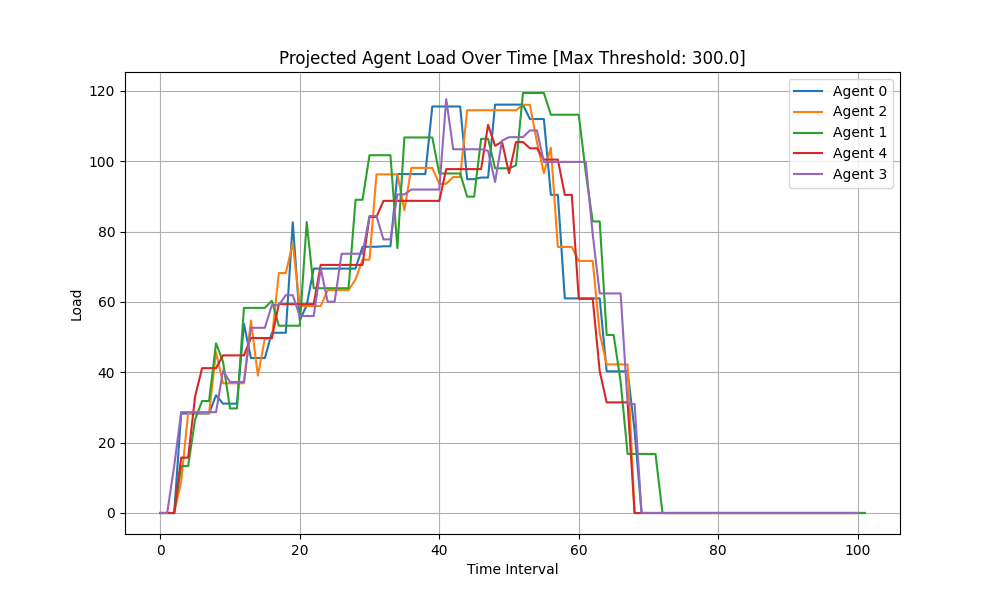 Projected Agent Load Over Time [Max Threshold: 300.0]
120
100
80
60
40
20
0
Load
0 20 40 60 80 100
Time Interval
Agent 0
Agent 2
Agent 1
Agent 4
Agent 3